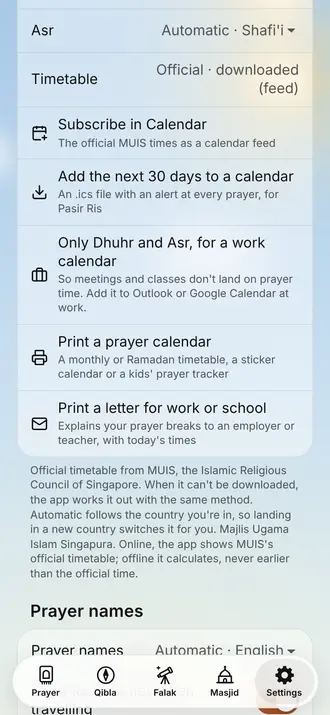 Asr
Automatic · Shafi'i
Timetable
Official · downloaded
(feed)
Subscribe in Calendar
The official MUIS times as a calendar feed
Add the next 30 days to a calendar
An .ics file with an alert at every prayer, for
Pasir Ris
Only Dhuhr and Asr, for a work
calendar
So meetings and classes don't land on prayer
time. Add it to Outlook or Google Calendar at
work.
Print a prayer calendar
A monthly or Ramadan timetable, a sticker
calendar or a kids' prayer tracker
Print a letter for work or school
Explains your prayer breaks to an employer or
teacher, with today's times
Official timetable from MUIS, the Islamic Religious
Council of Singapore. When it can't be downloaded,
the app works it out with the same method.
Automatic follows the country you're in, so landing
in a new country switches it for you. Majlis Ugama
Islam Singapura. Online, the app shows MUIS's
official timetable; offline it calculates, never earlier
than the official time.
Prayer names
Prayer names
Automatic · English
travelling
Prayer
Qibla
Falak
Masjid
Settings